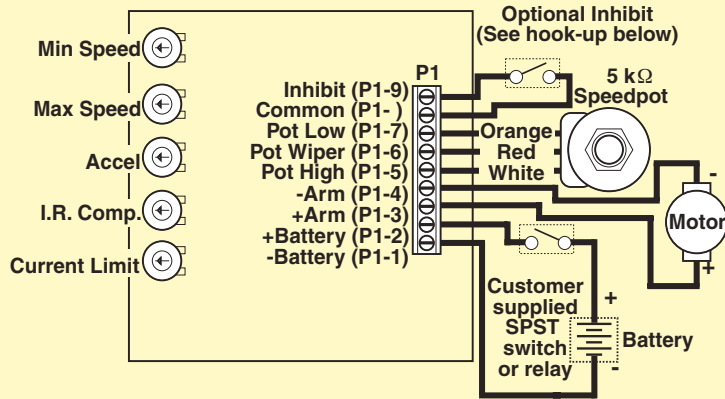 Optional Inhibit
(See hook-up below)
Min Speed
Max Speed
Accel
I.R. Comp.
Current Limit
P1
Inhibit (P1-9)
Common (P1- )
Pot Low (P1-7)
Pot Wiper (P1-6)
Pot High (P1-5)
-Arm (P1-4)
+Arm (P1-3)
+Battery (P1-2)
-Battery (P1-1)
5 kΩ
Speedpot
Orange
Red
White
-
Motor
+
Customer
supplied
SPST
switch
or relay
+
Battery
-